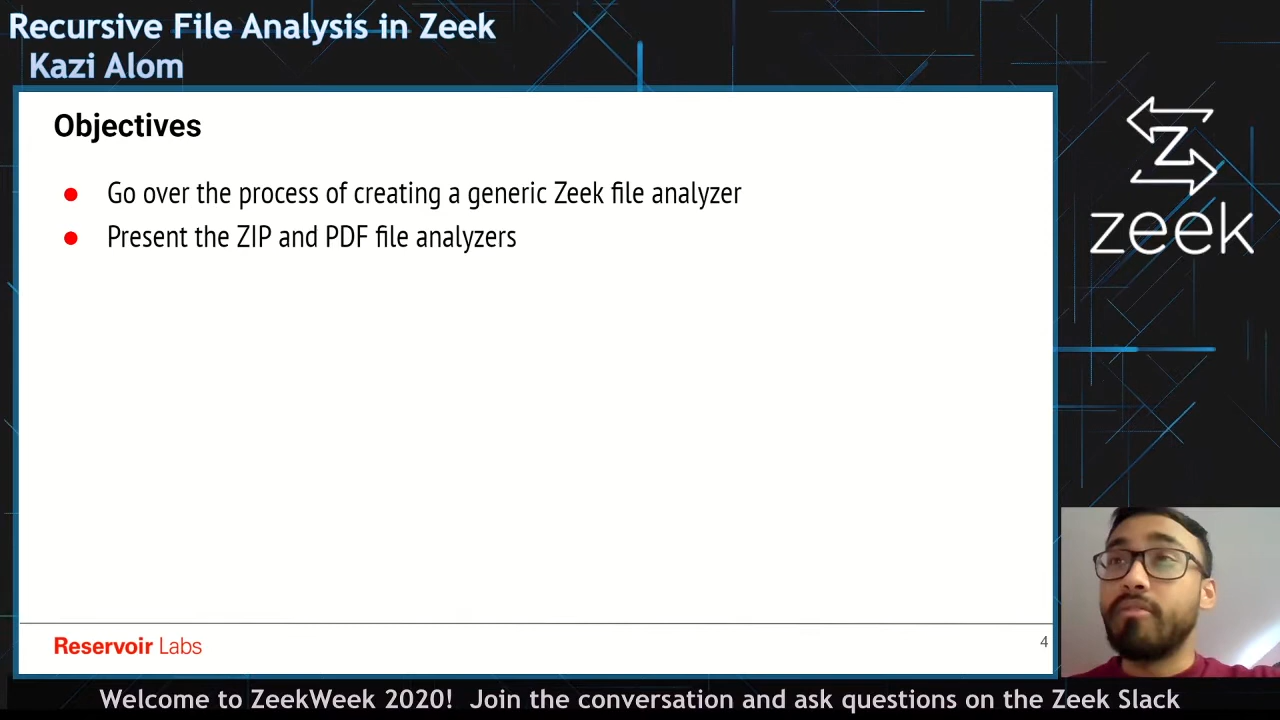 Recursive File Analysis in Zeek
Kazi Alom
Objectives
● Go over the process of creating a generic Zeek file analyzer
● Present the ZIP and PDF file analyzers
Z
zeek
Reservoir Labs
4
Welcome to ZeekWeek 2020! Join the conversation and ask questions on the Zeek Slack